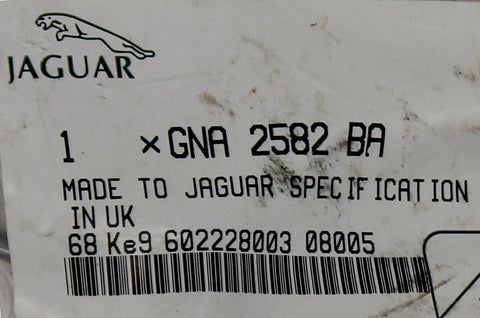 JAGUAR
1 ×GNA 2582 BA
MADE TO JAGUAR SPECIFICATION
IN UK
68 Ke9 602228003 08005